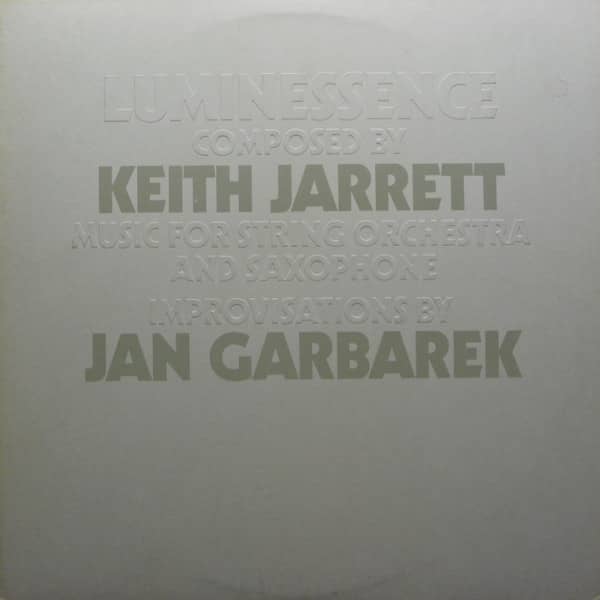 LUMINESSENCE
COMPOSED BY
KEITH JARRETT
MUSIC FOR STRING ORCHESTRA
AND SAXOPHONE
IMPROVISATIONS BY
JAN GARBAREK